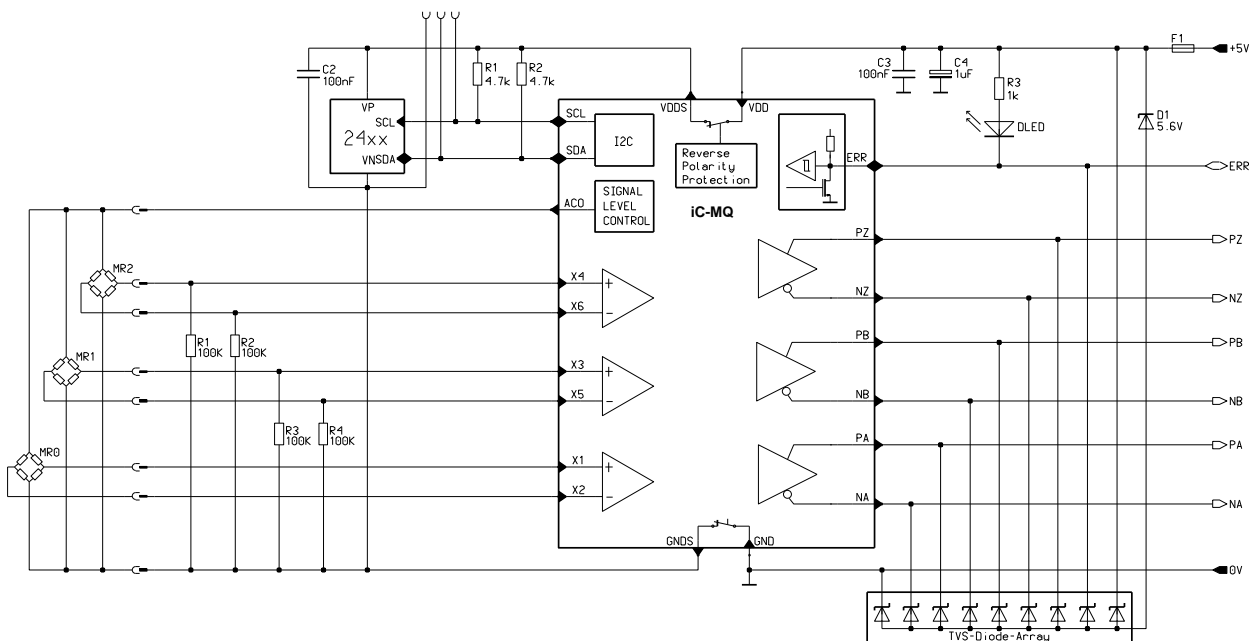 F1
+5V
C2
100nF
R1
4.7k
R2
4.7k
C3
100nF
C4
1uF
R3
1k
VP
SCL
24xx
VNSDA
VDDS
VDD
DLED
D1
5.6V
SCL
SDA
I2C
Reverse
Polarity
Protection
ERR
ERR
ACO
SIGNAL
LEVEL
CONTROL
iC-MQ
PZ
PZ
MR2
X4
+
X6
-
NZ
NZ
R1
100K
R2
100K
PB
PB
MR1
X3
+
X5
-
NB
NB
R3
100K
R4
100K
PA
PA
MR0
X1
+
X2
-
NA
NA
GNDS
GND
0V
TVS-Diode-Array